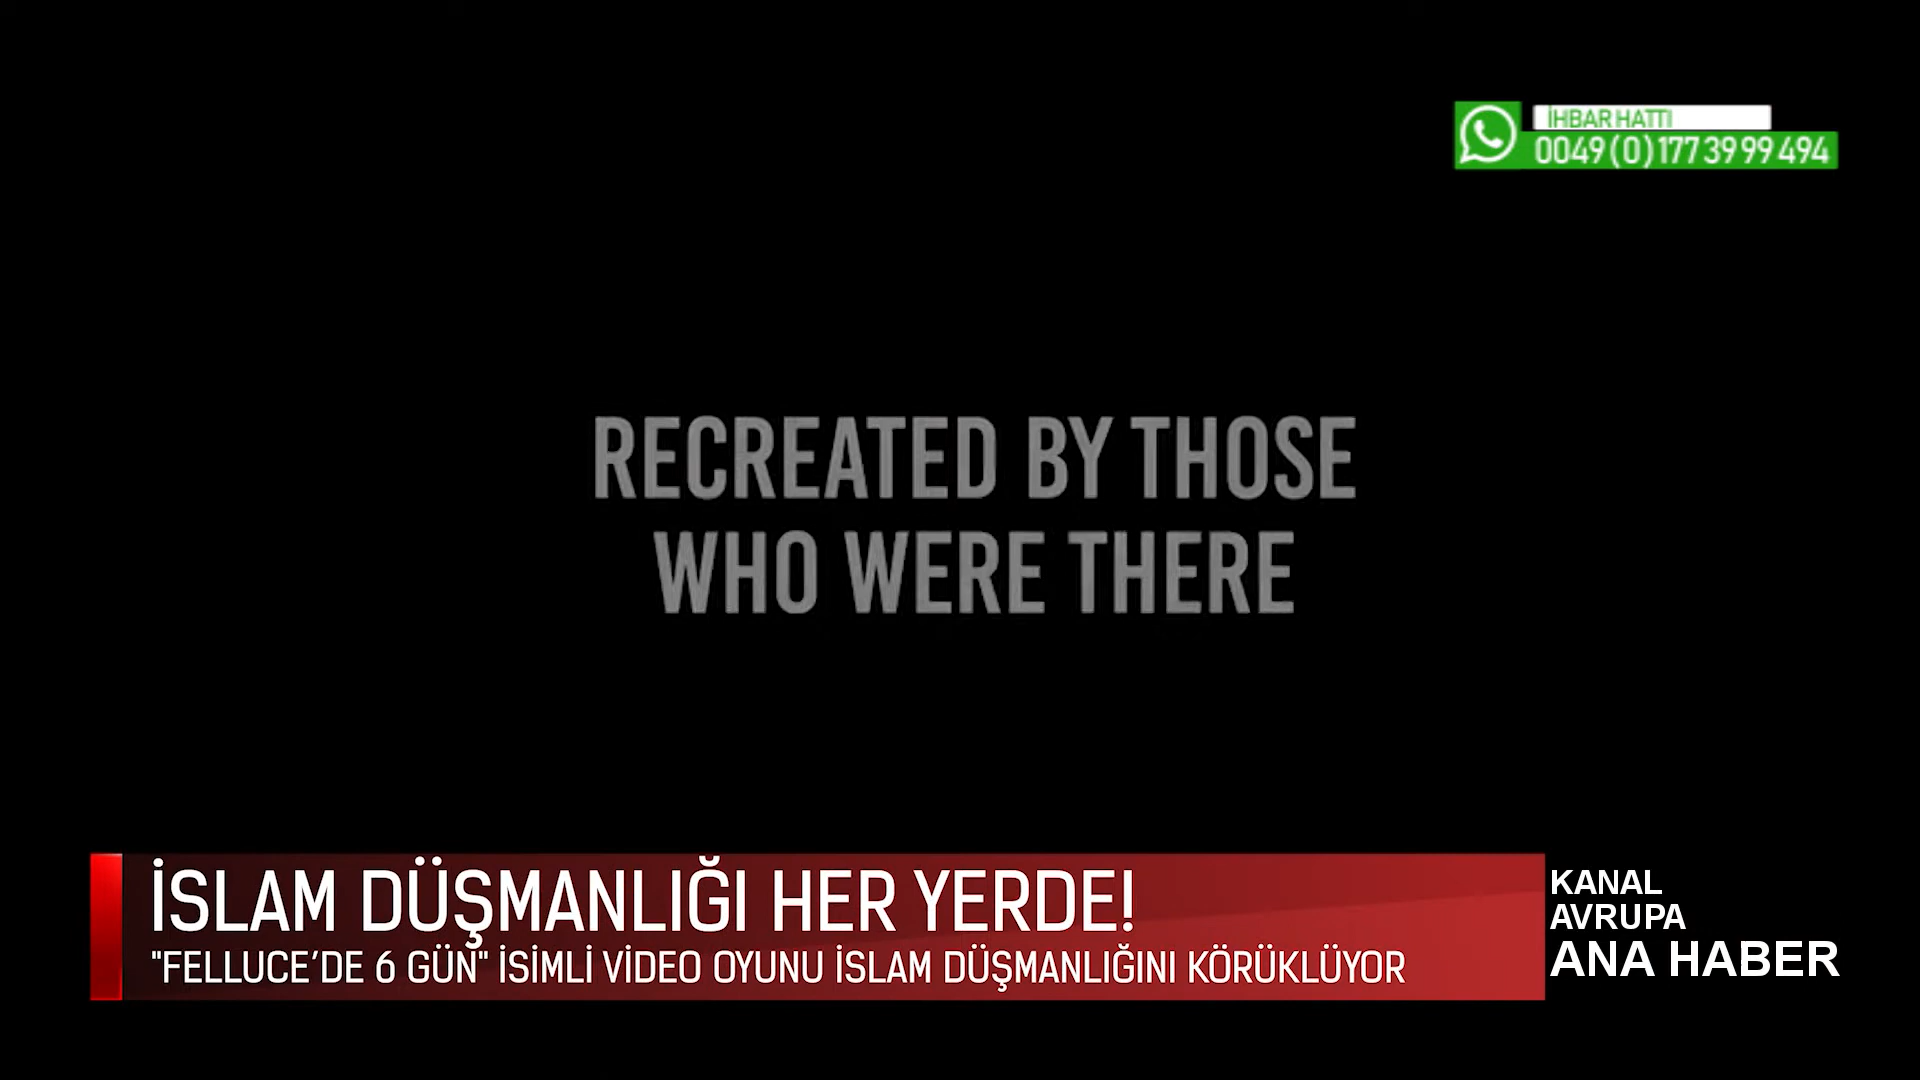 İHBAR HATTI
0049 (0) 177 39 99 494
RECREATED BY THOSE
WHO WERE THERE
İSLAM DÜŞMANLIĞI HER YERDE!
"FELLUCE’DE 6 GÜN" İSİMLİ VİDEO OYUNU İSLAM DÜŞMANLIĞINI KÖRÜKLÜYOR
KANAL
AVRUPA
ANA HABER